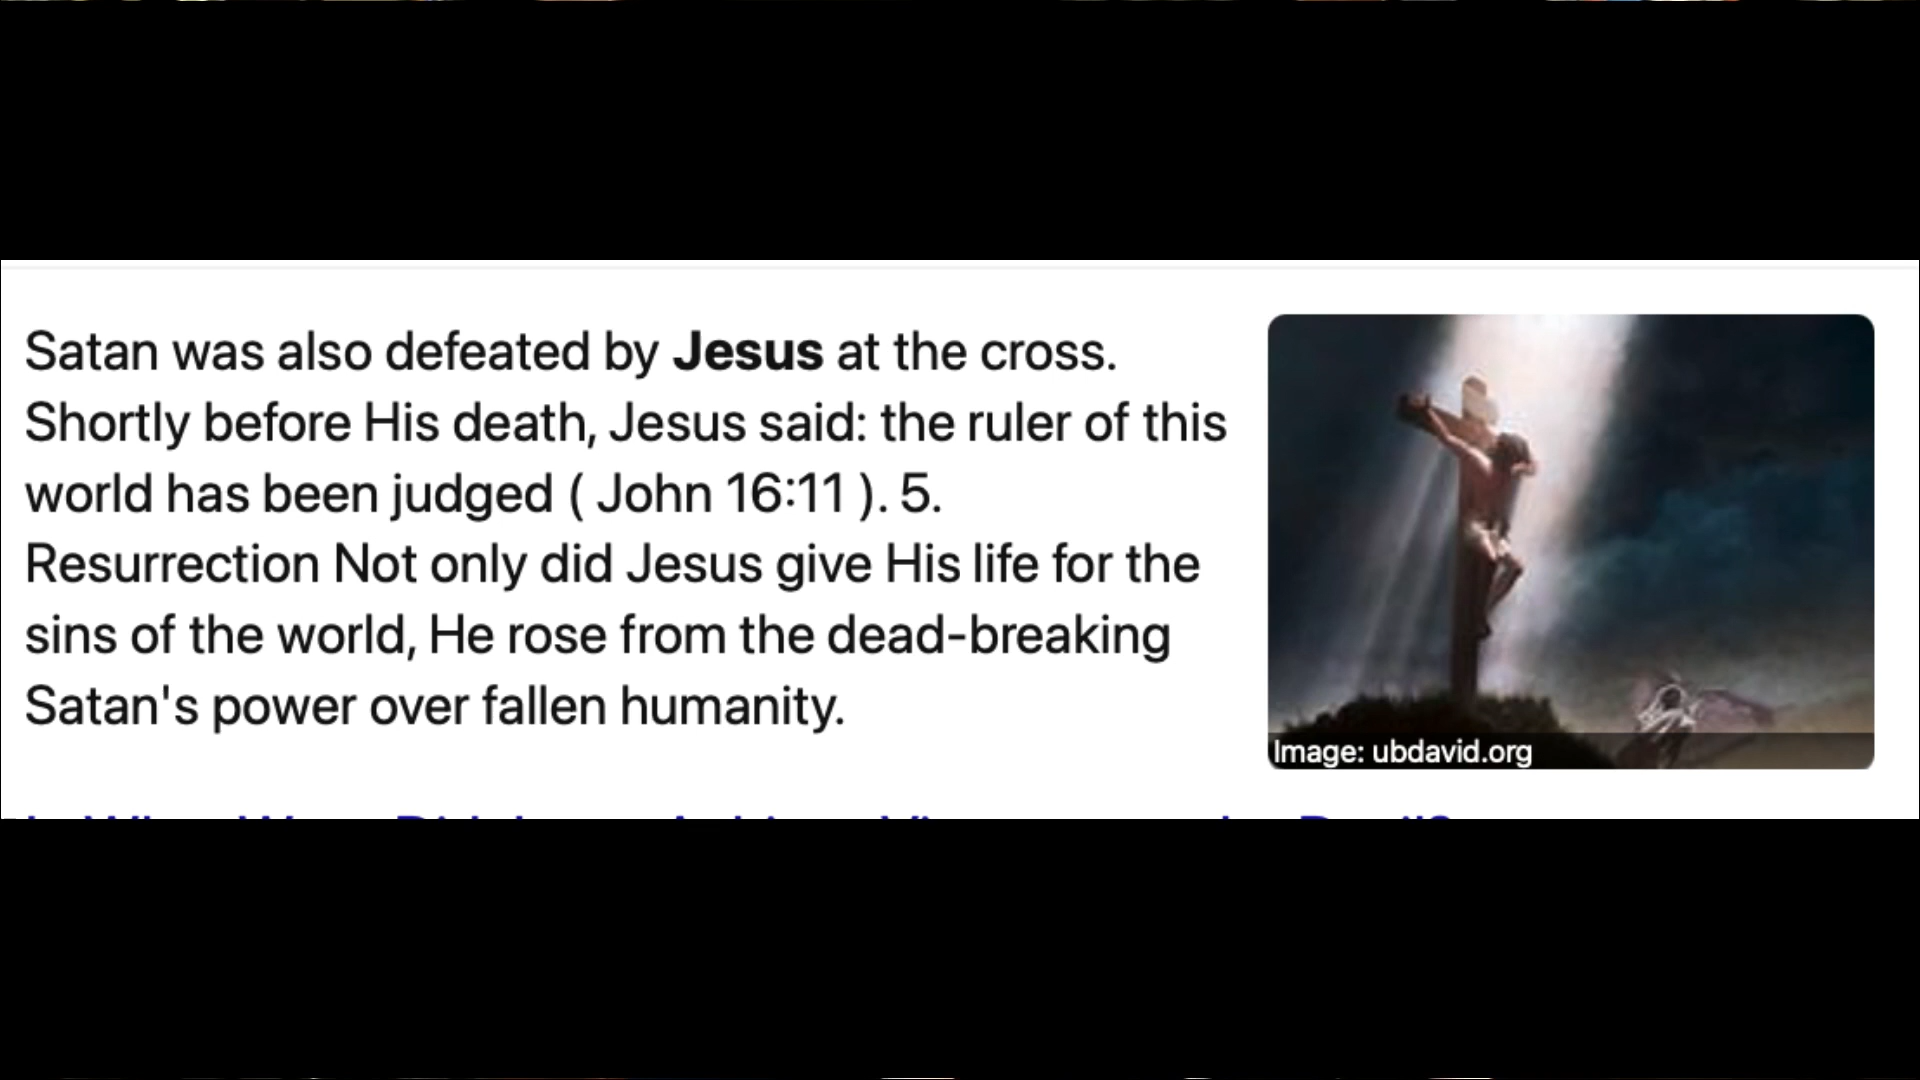 Satan was also defeated by Jesus at the cross.
Shortly before His death, Jesus said: the ruler of this
world has been judged ( John 16:11 ). 5.
Resurrection Not only did Jesus give His life for the
sins of the world, He rose from the dead-breaking
Satan's power over fallen humanity.
Image: ubdavid.org